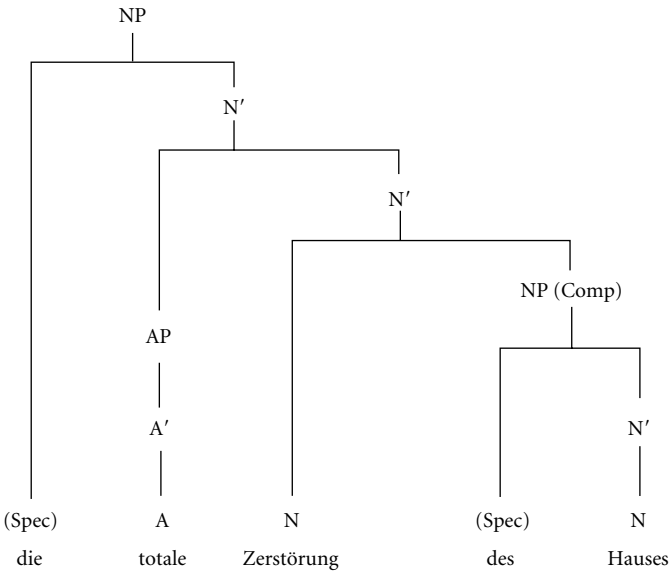 NP
N′
N′
NP (Comp)
AP
A′ N′
(Spec) A N (Spec) N
die totale Zerstörung des Hauses